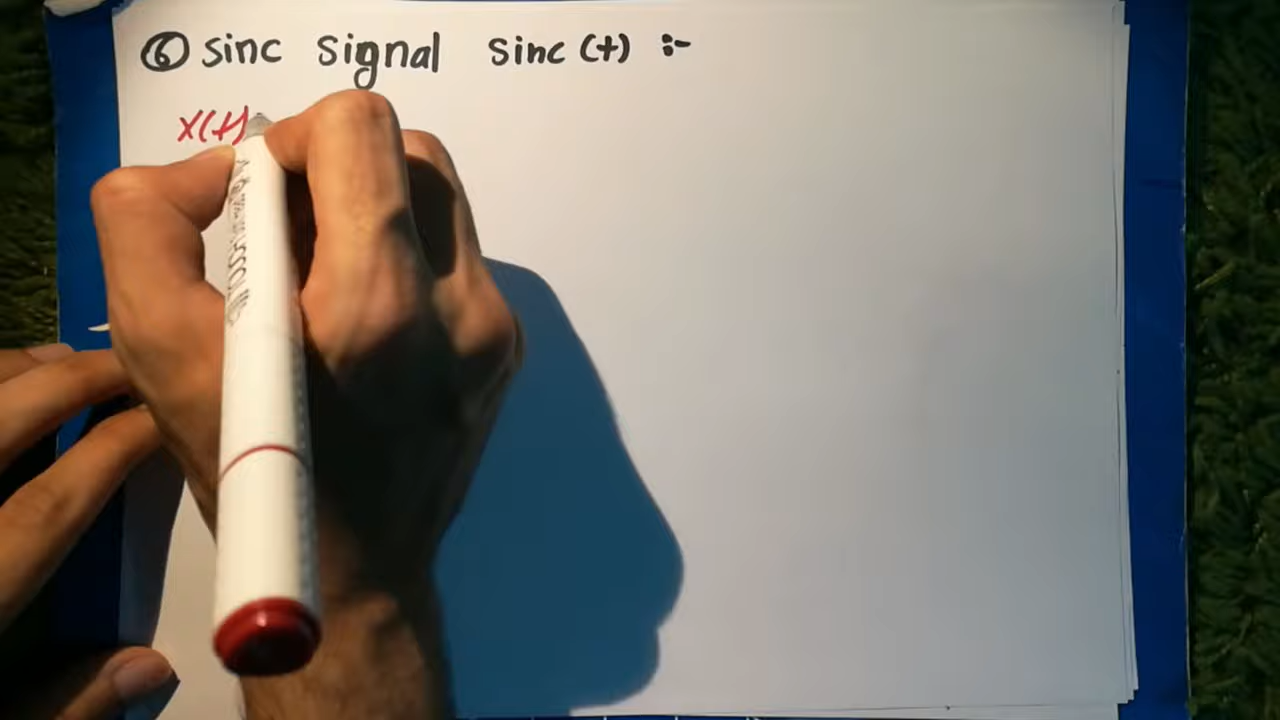 ⑥ sinc signal sinc (t) :-
x(t)